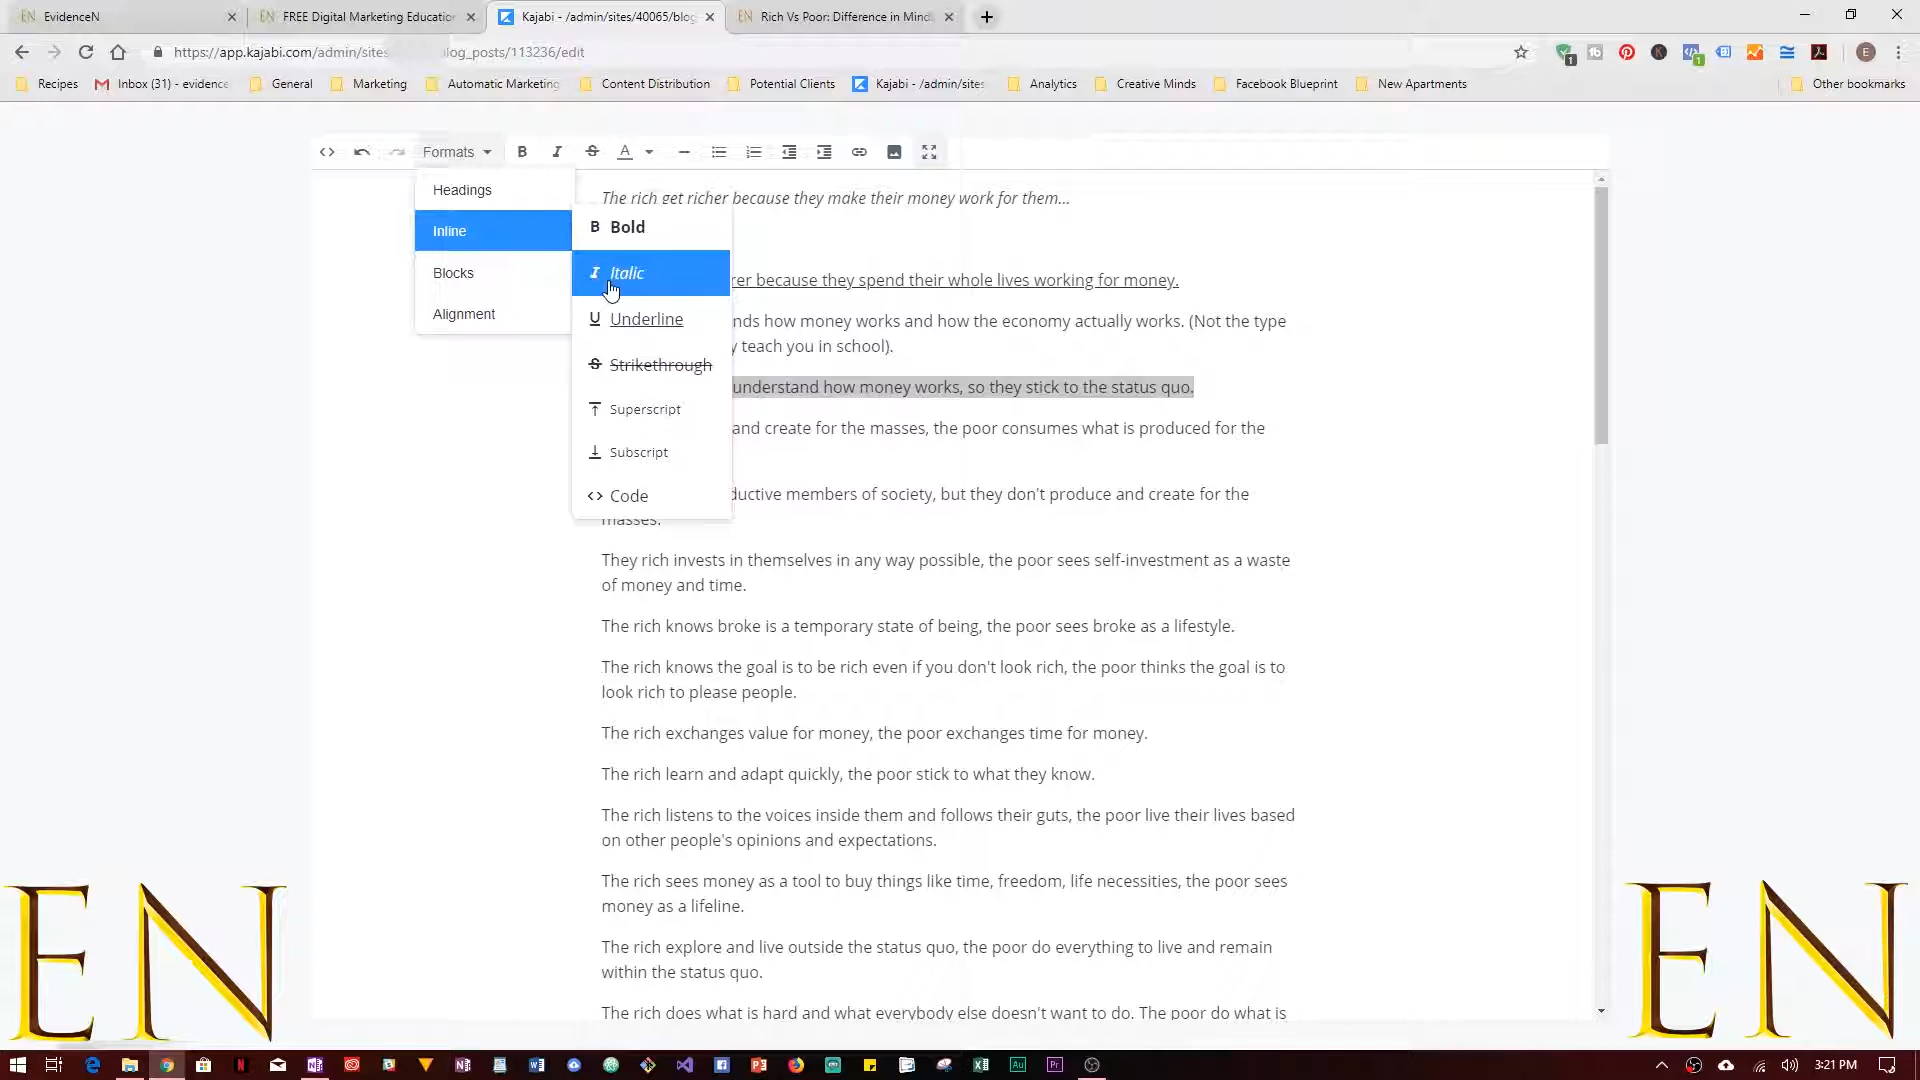 EvidenceN
FREE Digital Marketing Education
Kajabi - /admin/sites/40065/blog
Rich Vs Poor: Difference in Minds
https://app.kajabi.com/admin/sites log_posts/113236/edit
1
1
E
Recipes
Inbox (31) - evidence
General
Marketing
Automatic Marketing
Content Distribution
Potential Clients
Kajabi - /admin/sites
Analytics
Creative Minds
Facebook Blueprint
New Apartments
Other bookmarks
Formats
B
I
S
A
Headings
Inline
Blocks
Alignment
B Bold
I Italic
U Underline
S Strikethrough
Superscript
Subscript
<> Code
The rich get richer because they make their money work for them...
rer because they spend their whole lives working for money.
nds how money works and how the economy actually works. (Not the type
y teach you in school).
understand how money works, so they stick to the status quo.
and create for the masses, the poor consumes what is produced for the
ductive members of society, but they don't produce and create for the
masses.
They rich invests in themselves in any way possible, the poor sees self-investment as a waste
of money and time.
The rich knows broke is a temporary state of being, the poor sees broke as a lifestyle.
The rich knows the goal is to be rich even if you don't look rich, the poor thinks the goal is to
look rich to please people.
The rich exchanges value for money, the poor exchanges time for money.
The rich learn and adapt quickly, the poor stick to what they know.
The rich listens to the voices inside them and follows their guts, the poor live their lives based
on other people's opinions and expectations.
The rich sees money as a tool to buy things like time, freedom, life necessities, the poor sees
money as a lifeline.
The rich explore and live outside the status quo, the poor do everything to live and remain
within the status quo.
The rich does what is hard and what everybody else doesn't want to do. The poor do what is
EN
EN
3:21 PM